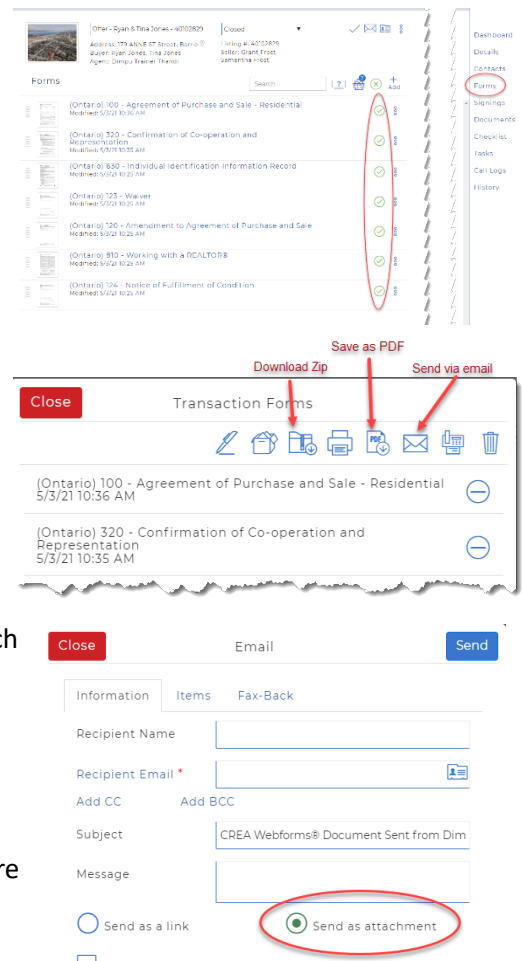 Offer - Ryan & Tina Jones - 40102829
Closed
Address: 179 ANNE ST Street, Barrie
Listing #: 40102829
Buyer: Ryan Jones, Tina Jones
Seller: Grant Frost,
Agent: Dimpu Trainer Thandi
Samantha Frost
Dashboard
Details
Contacts
Forms
Signings
Documents
Checklist
Tasks
Call Logs
History
Forms
Search
Add
(Ontario) 100 - Agreement of Purchase and Sale - Residential
Modified: 5/3/21 10:36 AM
(Ontario) 320 - Confirmation of Co-operation and
Representation
Modified: 5/3/21 10:35 AM
(Ontario) 630 - Individual Identification Information Record
Modified: 5/3/21 10:25 AM
(Ontario) 123 - Waiver
Modified: 5/3/21 10:25 AM
(Ontario) 120 - Amendment to Agreement of Purchase and Sale
Modified: 5/3/21 10:25 AM
(Ontario) 810 - Working with a REALTOR®
Modified: 5/3/21 10:25 AM
(Ontario) 124 - Notice of Fulfillment of Condition
Modified: 5/3/21 10:25 AM
Save as PDF
Download Zip
Send via email
Close
Transaction Forms
PDF
(Ontario) 100 - Agreement of Purchase and Sale - Residential
5/3/21 10:36 AM
(Ontario) 320 - Confirmation of Co-operation and
Representation
5/3/21 10:35 AM
ch
Close
Email
Send
Information
Items
Fax-Back
Recipient Name
Recipient Email *
Add CC
Add BCC
Subject
CREA Webforms® Document Sent from Dim
Message
re
Send as a link
Send as attachment